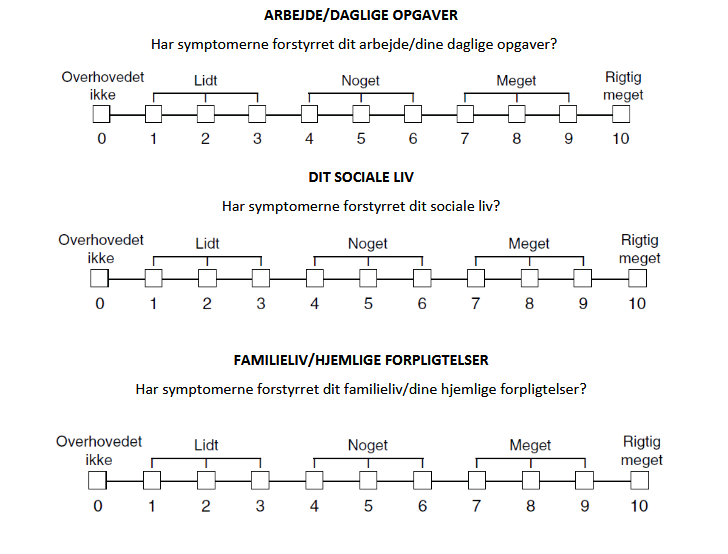 ARBEJDE/DAGLIGE OPGAVER
Har symptomerne forstyrret dit arbejde/dine daglige opgaver?
Overhovedet ikke Lidt Noget Meget Rigtig meget
0 1 2 3 4 5 6 7 8 9 10
DIT SOCIALE LIV
Har symptomerne forstyrret dit sociale liv?
Overhovedet ikke Lidt Noget Meget Rigtig meget
0 1 2 3 4 5 6 7 8 9 10
FAMILIELIV/HJEMLIGE FORPLIGTELSER
Har symptomerne forstyrret dit familieliv/dine hjemlige forpligtelser?
Overhovedet ikke Lidt Noget Meget Rigtig meget
0 1 2 3 4 5 6 7 8 9 10